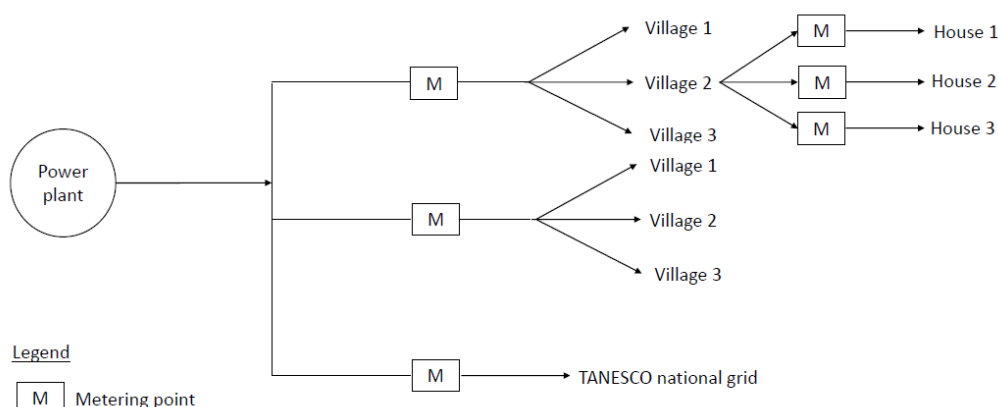 Village 1
M
House 1
M
Village 2
M
House 2
Village 3
M
House 3
Power
plant
Village 1
M
Village 2
Village 3
Legend
M
TANESCO national grid
M
Metering point